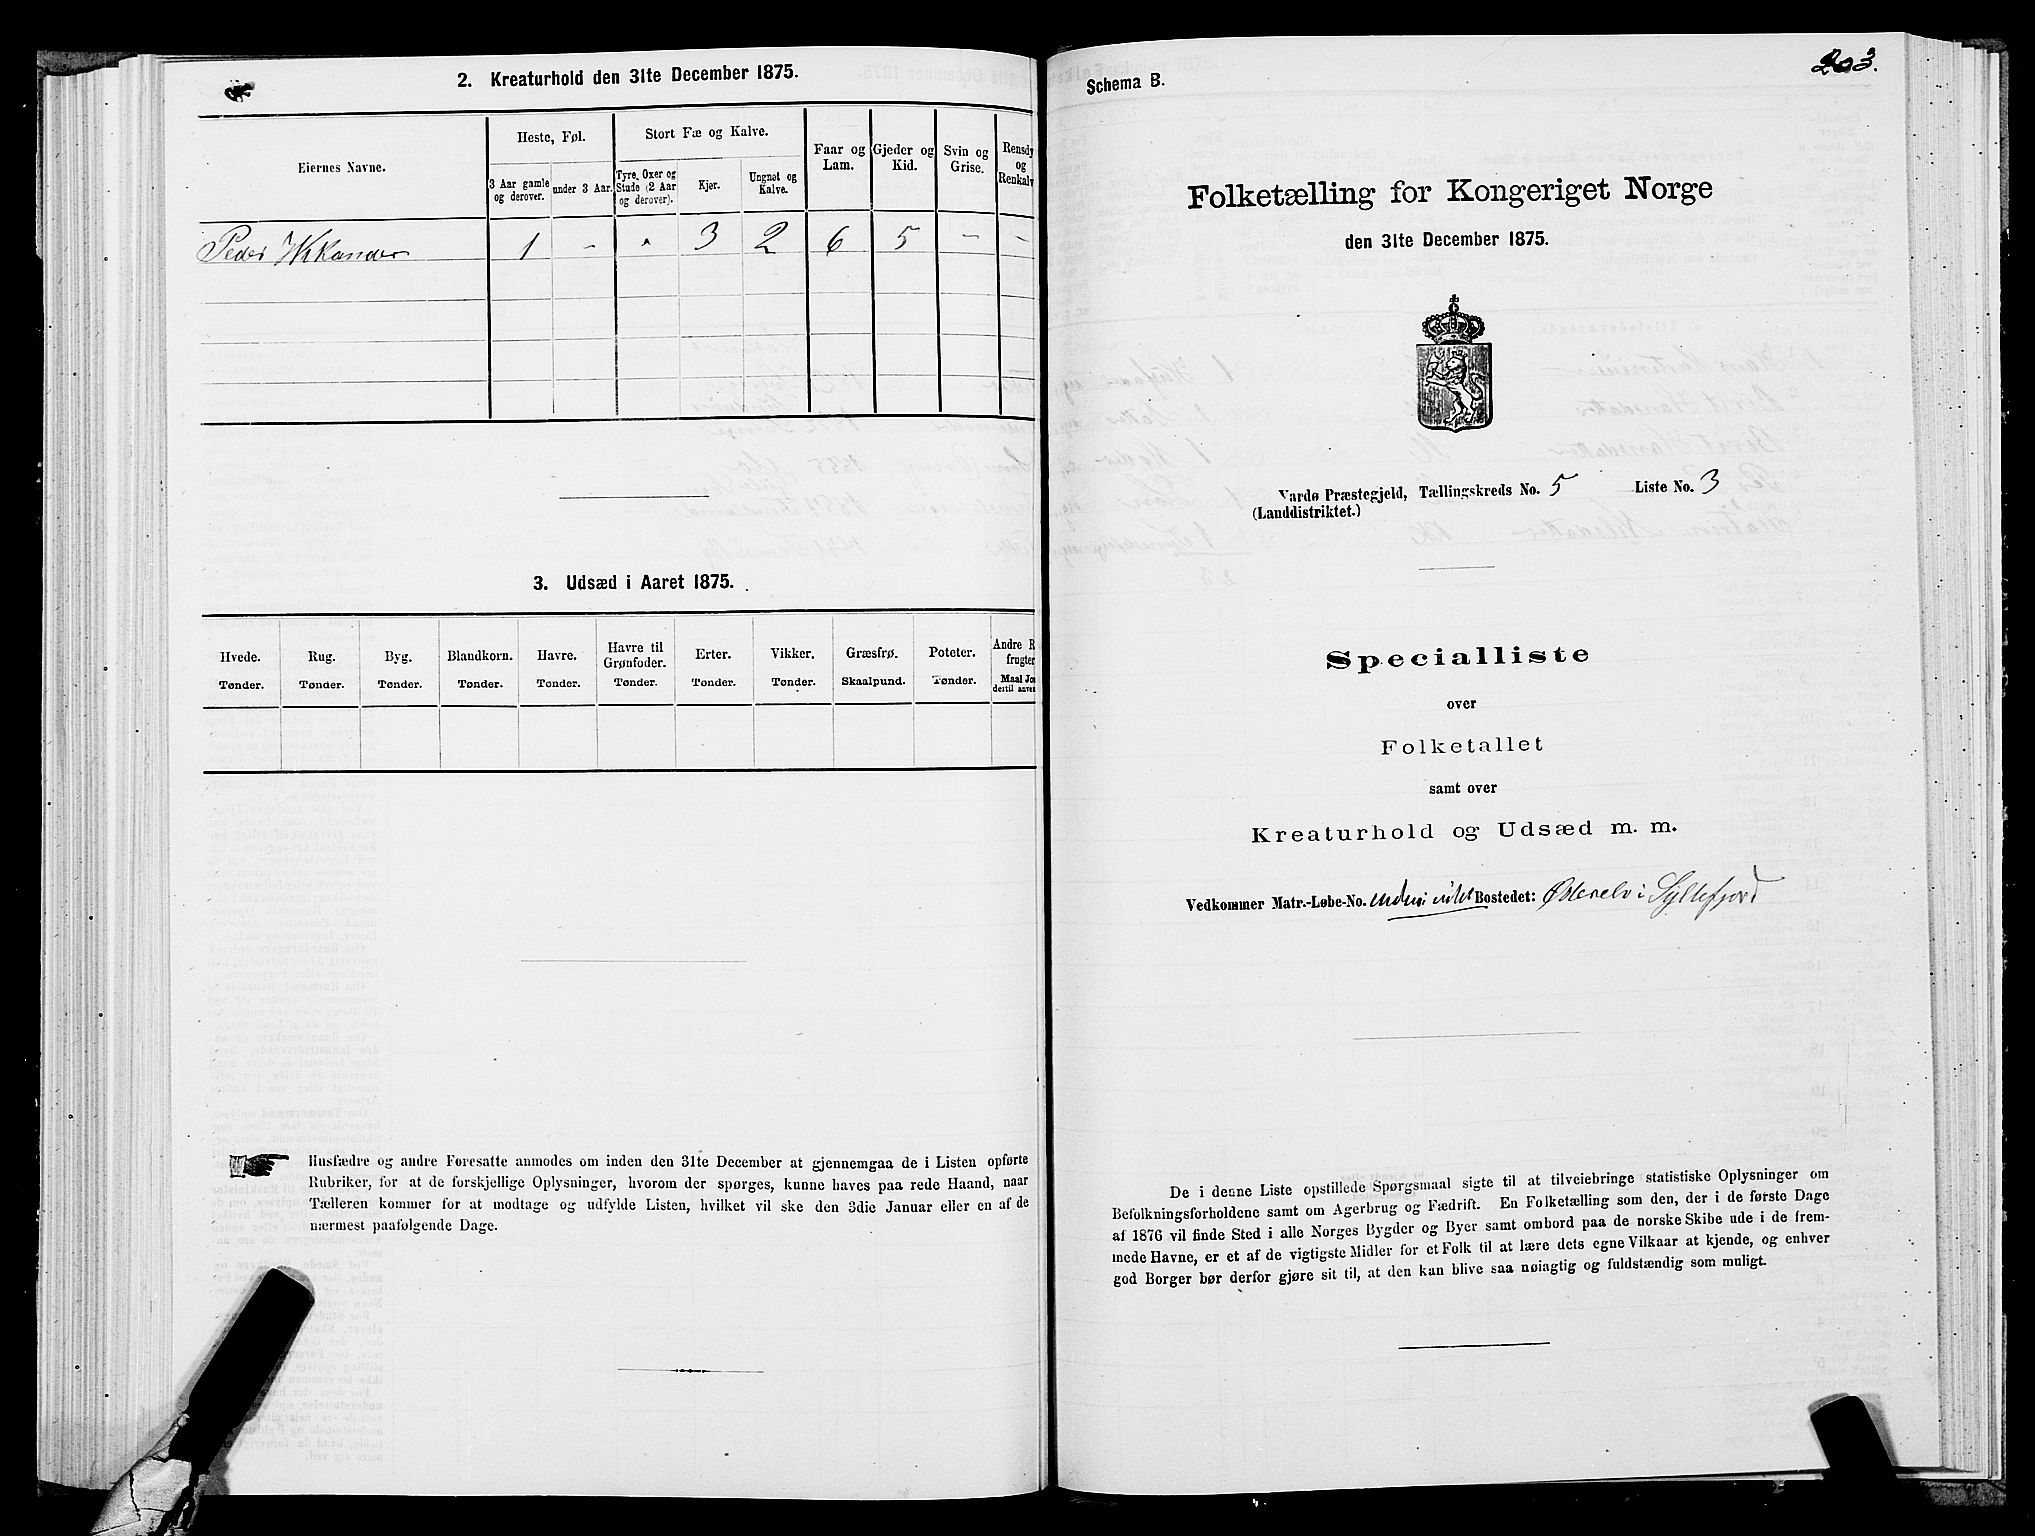 2. Kreaturhold den 31te December 1875.
Eiernes Navne.
Heste, Føl.
Stort Fæ og Kalve.
Faar og Lam.
Gjeder og Kid.
Svin og Grise.
Rensdy og Renkalv
3 Aar gamle og derover.
under 3 Aar.
Tyre, Oxer og Stude (2 Aar og derover).
Kjør.
Ungnøt og Kalve.
Peder Wikander 1 - - 3 2 6 5 - -
3. Udsæd i Aaret 1875.
Hvede. Rug. Byg. Blandkorn. Havre. Havre til Grønfoder. Erter. Vikker. Græsfrø. Poteter. Andre R frugter
Tønder. Tønder. Tønder. Tønder. Tønder. Tønder. Tønder. Tønder. Skaalpund. Tønder. Maal Jor dertil anven
Husfædre og andre Foresatte anmodes om inden den 31te December at gjennemgaa de i Listen opførte
Rubriker, for at de forskjellige Oplysninger, hvorom der spørges, kunne haves paa rede Haand, naar
Tælleren kommer for at modtage og udfylde Listen, hvilket vil ske den 3die Januar eller en af de
nærmest paafølgende Dage.
203.
Schema B.
Folketælling for Kongeriget Norge
den 31te December 1875.
Vardø Præstegjeld, Tællingskreds No. 5 Liste No. 3
(Landdistriktet.)
Specialliste
over
Folketallet
samt over
Kreaturhold og Udsæd m. m.
Vedkommer Matr.-Løbe-No. Bostedet: Østerelv i Syltefjord
De i denne Liste opstillede Spørgsmaal sigte til at tilveiebringe statistiske Oplysninger om
Befolkningsforholdene samt om Agerbrug og Fædrift. En Folketælling som den, der i de første Dage
af 1876 vil finde Sted i alle Norges Bygder og Byer samt ombord paa de norske Skibe ude i de frem-
mede Havne, er et af de vigtigste Midler for et Folk til at lære dets egne Vilkaar at kjende, og enhver
god Borger bør derfor gjøre sit til, at den kan blive saa nøiagtig og fuldstændig som muligt.